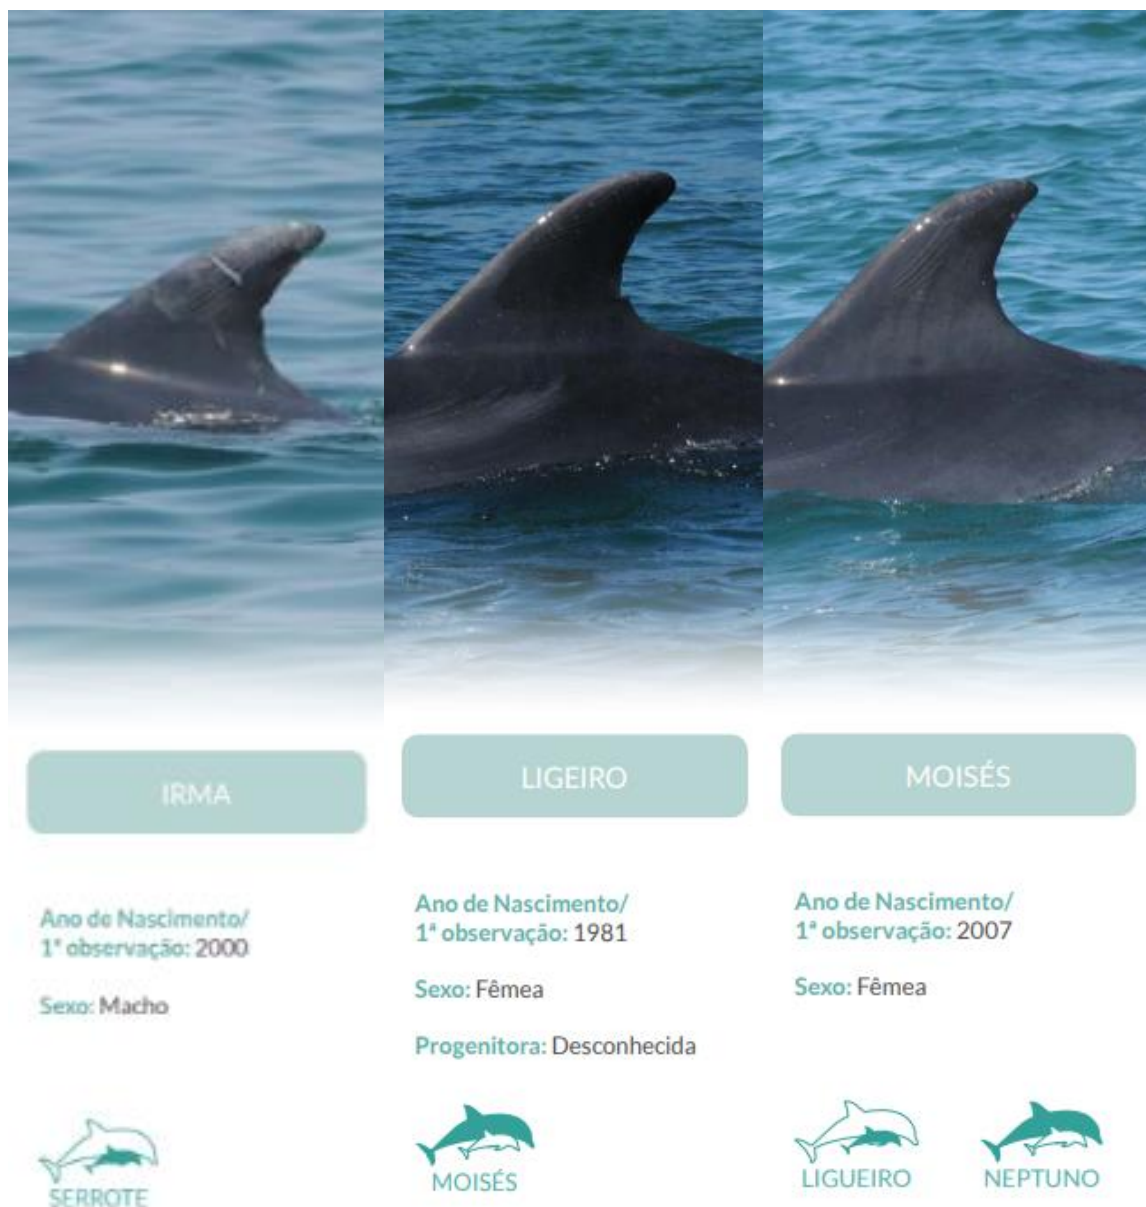 IRMA
Ano de Nascimento/
1ª observação: 2000
Sexo: Macho
SERROTE
LIGEIRO
Ano de Nascimento/
1ª observação: 1981
Sexo: Fêmea
Progenitora: Desconhecida
MOISÉS
MOISÉS
Ano de Nascimento/
1ª observação: 2007
Sexo: Fêmea
LIGUEIRO
NEPTUNO